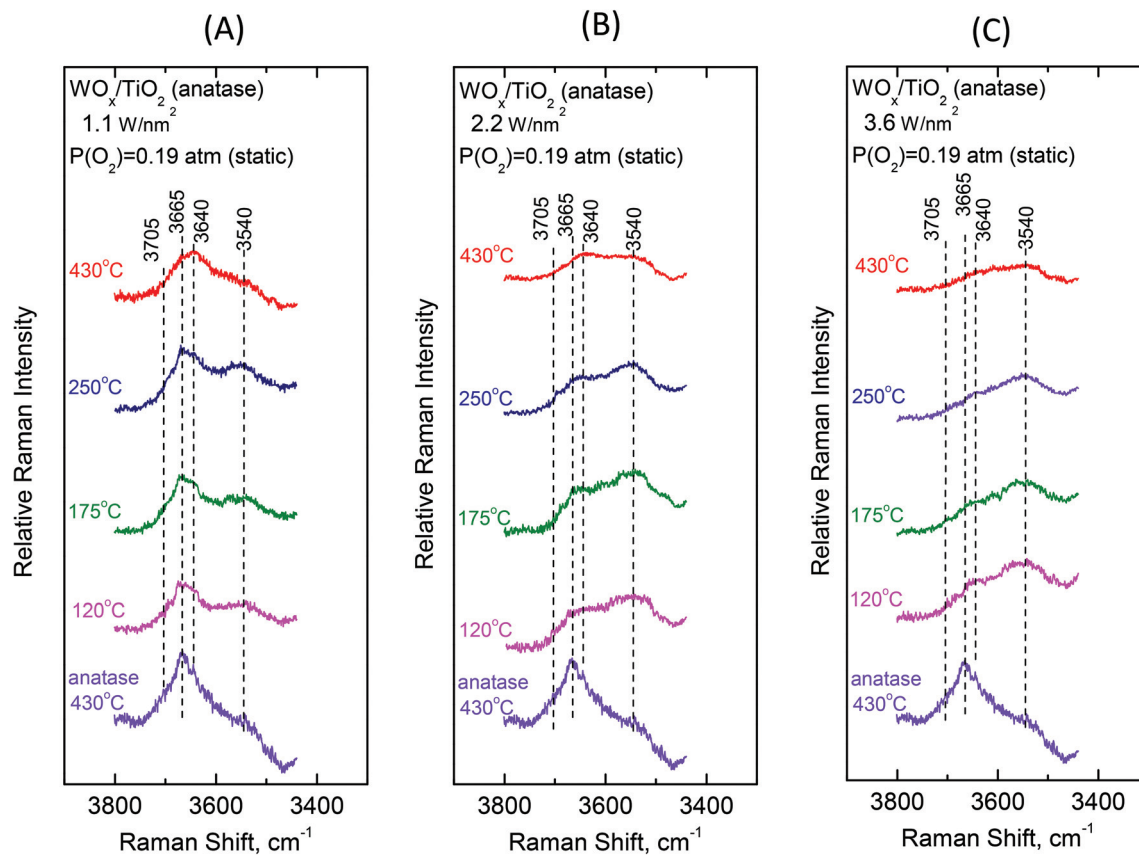 (A)
WOₓ/TiO₂ (anatase)
1.1 W/nm²
P(O₂)=0.19 atm (static)
3705
3665
3640
3540
430°C
250°C
175°C
120°C
anatase
430°C
3800 3600 3400
Raman Shift, cm⁻¹
Relative Raman Intensity
(B)
WOₓ/TiO₂ (anatase)
2.2 W/nm²
P(O₂)=0.19 atm (static)
3705
3665
3640
3540
430°C
250°C
175°C
120°C
anatase
430°C
3800 3600 3400
Raman Shift, cm⁻¹
Relative Raman Intensity
(C)
WOₓ/TiO₂ (anatase)
3.6 W/nm²
P(O₂)=0.19 atm (static)
3705
3665
3640
3540
430°C
250°C
175°C
120°C
anatase
430°C
3800 3600 3400
Raman Shift, cm⁻¹
Relative Raman Intensity